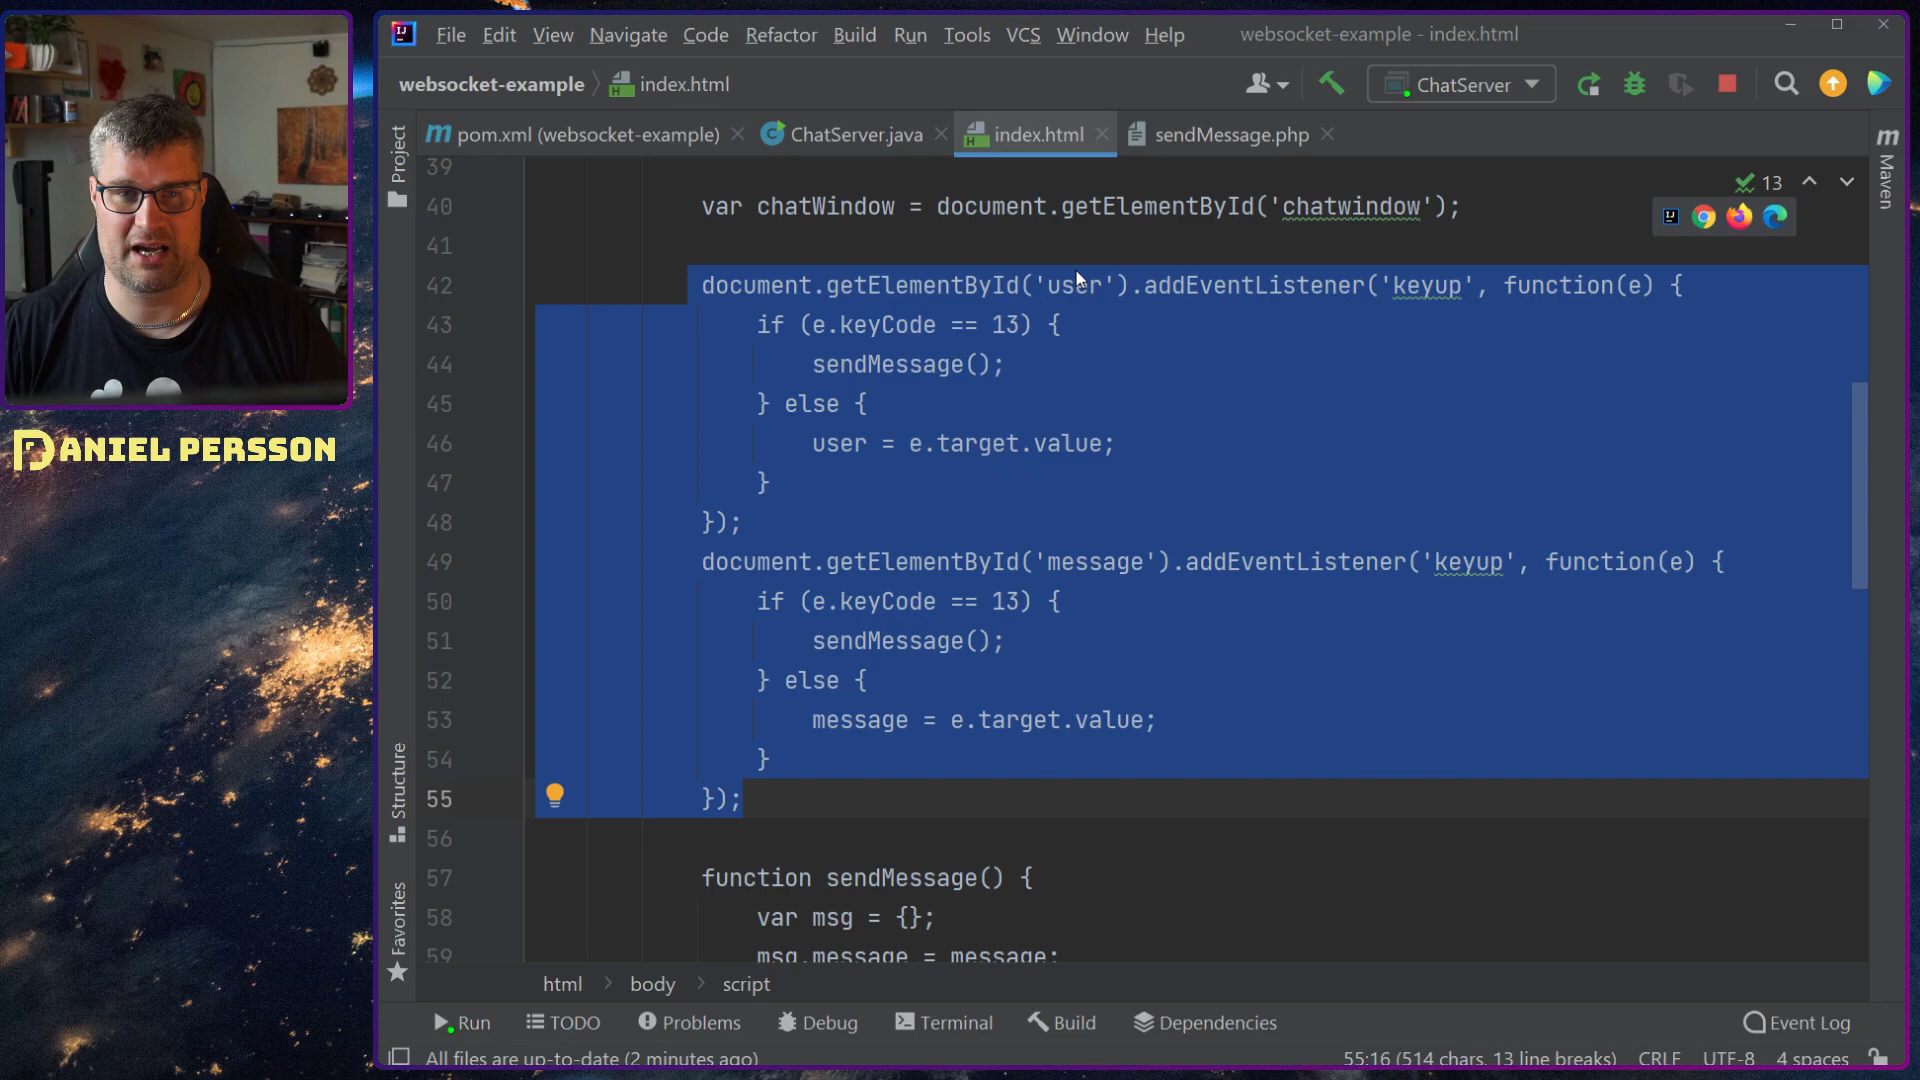 File Edit View Navigate Code Refactor Build Run Tools VCS Window Help websocket-example - index.html
websocket-example index.html ChatServer
pom.xml (websocket-example) ChatServer.java index.html sendMessage.php
Project
Maven
13
39
40 var chatWindow = document.getElementById('chatwindow');
41
42 document.getElementById('user').addEventListener('keyup', function(e) {
43 if (e.keyCode == 13) {
44 sendMessage();
45 } else {
46 user = e.target.value;
47 }
48 });
49 document.getElementById('message').addEventListener('keyup', function(e) {
50 if (e.keyCode == 13) {
51 sendMessage();
52 } else {
53 message = e.target.value;
54 }
55 });
56
57 function sendMessage() {
58 var msg = {};
59 msg.message = message;
DANIEL PERSSON
Structure
Favorites
html body script
Run TODO Problems Debug Terminal Build Dependencies Event Log
All files are up-to-date (2 minutes ago) 55:16 (514 chars, 13 line breaks) CRLF UTF-8 4 spaces